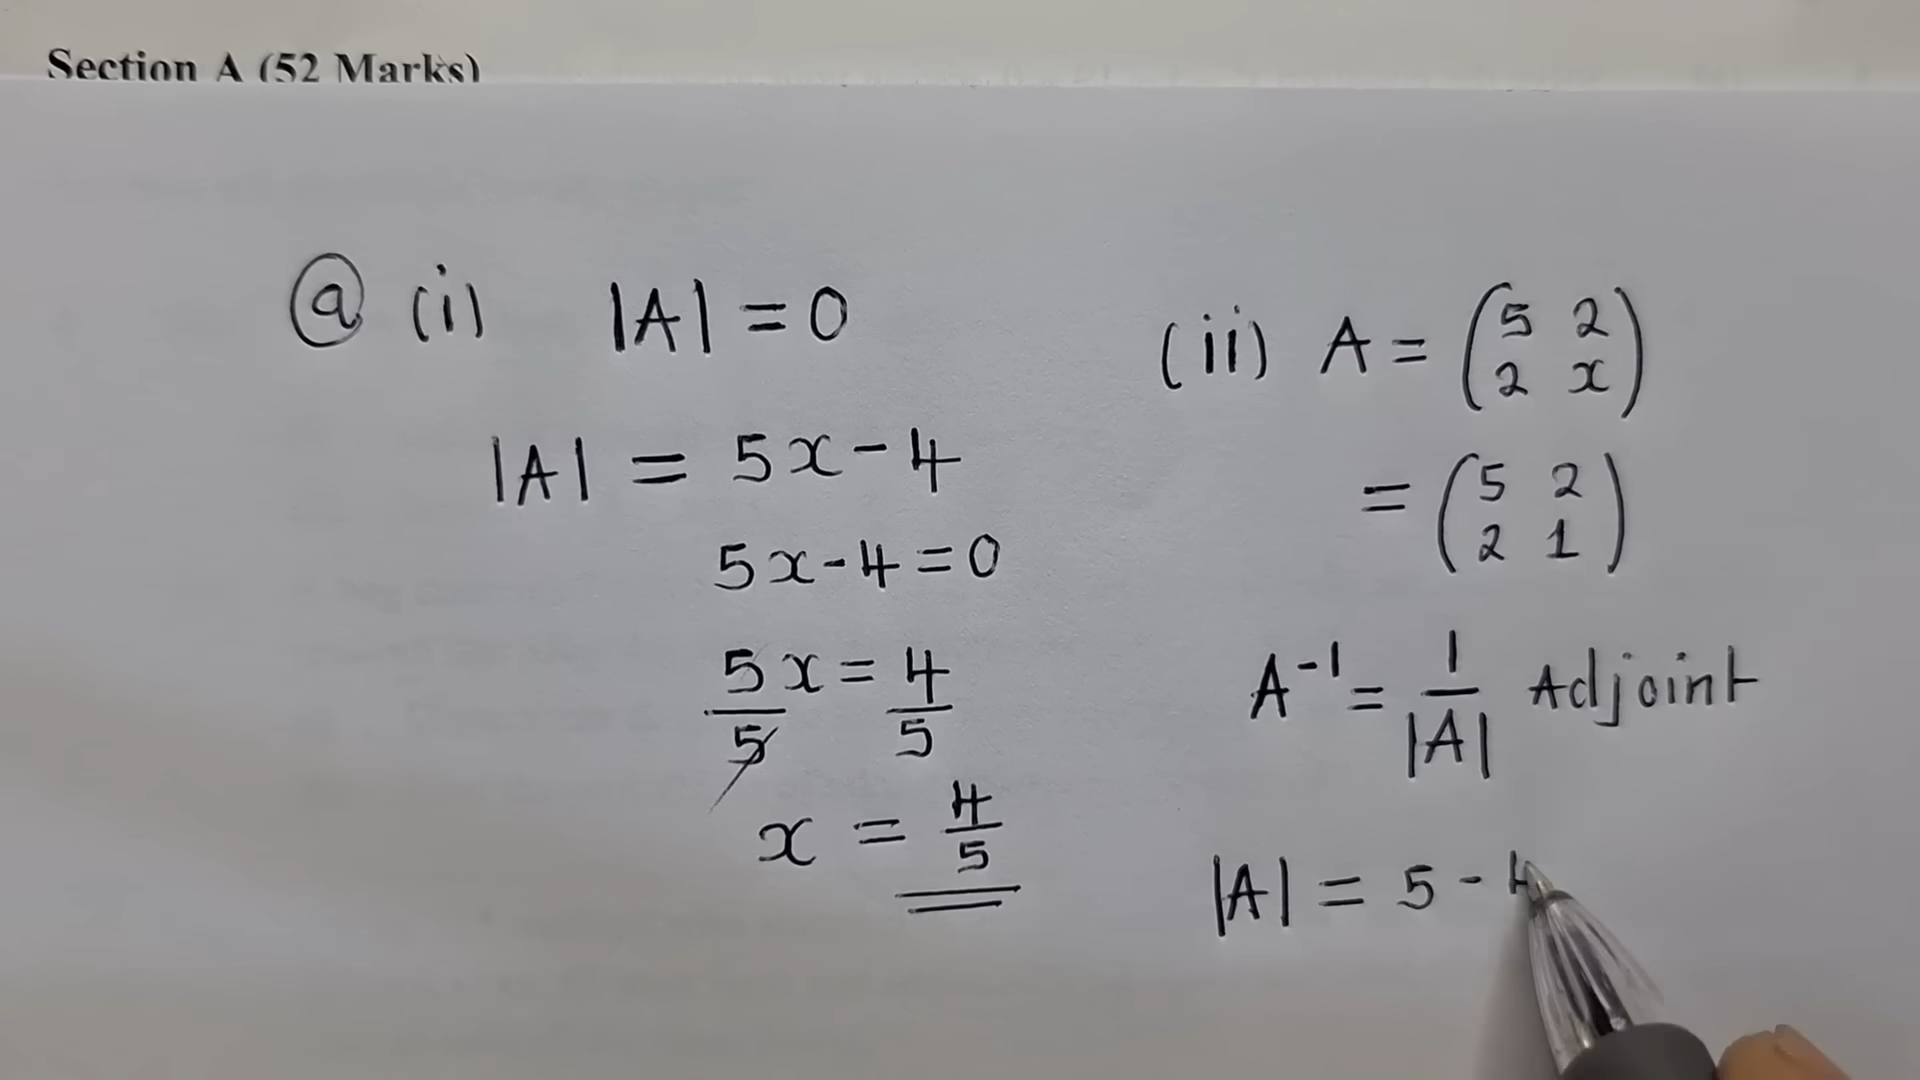 Section A (52 Marks)
ⓐ (i) |A| = 0
|A| = 5x - 4
5x - 4 = 0
5x = 4
5 5
x = 4/5
(ii) A = (5 2
2 x)
= (5 2
2 1)
A⁻¹ = 1/|A| Adjoint
|A| = 5 - 4